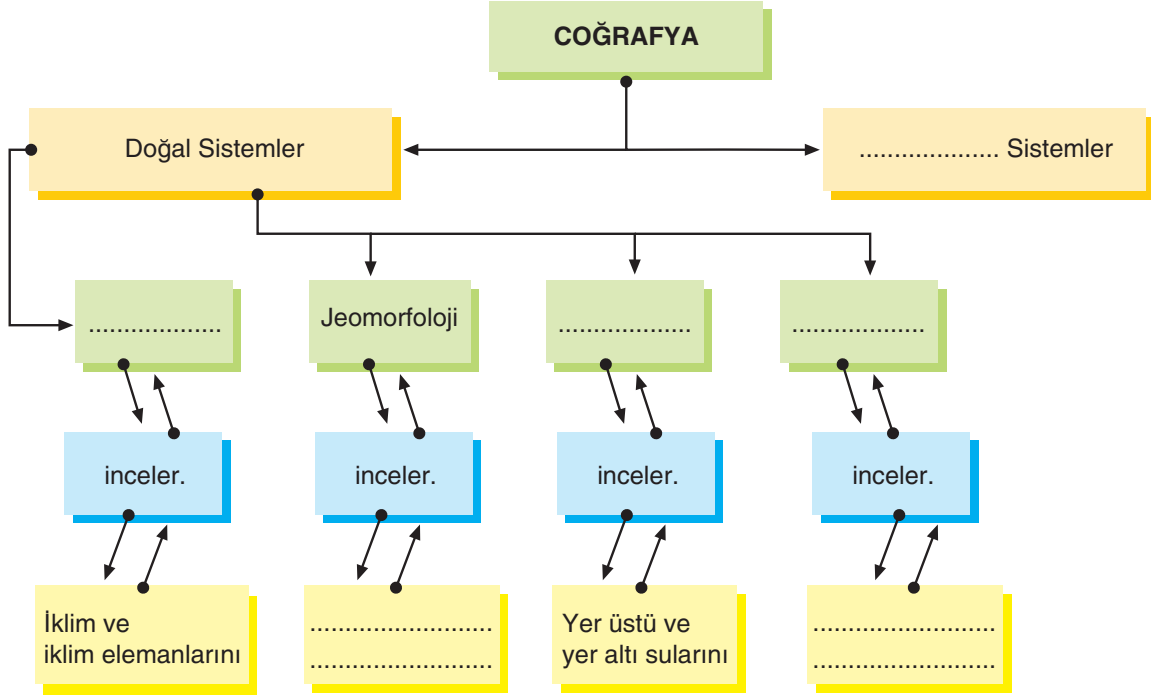 COĞRAFYA
Doğal Sistemler
.................... Sistemler
...................
Jeomorfoloji
...................
...................
inceler.
inceler.
inceler.
inceler.
İklim ve
iklim elemanlarını
..........................
..........................
Yer üstü ve
yer altı sularını
..........................
..........................